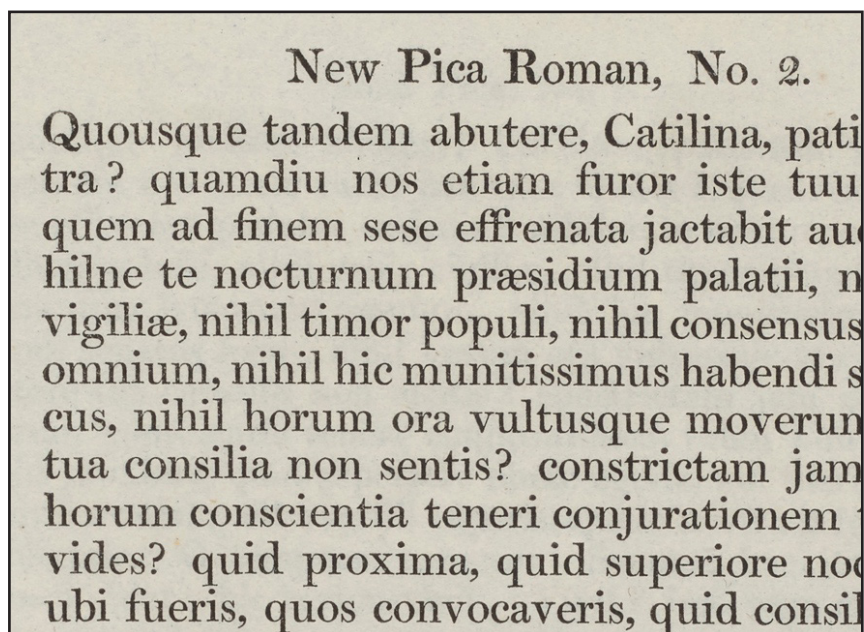 New Pica Roman, No. 2.
Quousque tandem abutere, Catilina, pati
tra? quamdiu nos etiam furor iste tuu
quem ad finem sese effrenata jactabit au
hilne te nocturnum præsidium palatii, n
vigiliæ, nihil timor populi, nihil consensus
omnium, nihil hic munitissimus habendi s
cus, nihil horum ora vultusque moverun
tua consilia non sentis? constrictam jam
horum conscientia teneri conjurationem
vides? quid proxima, quid superiore noc
ubi fueris, quos convocaveris, quid consil